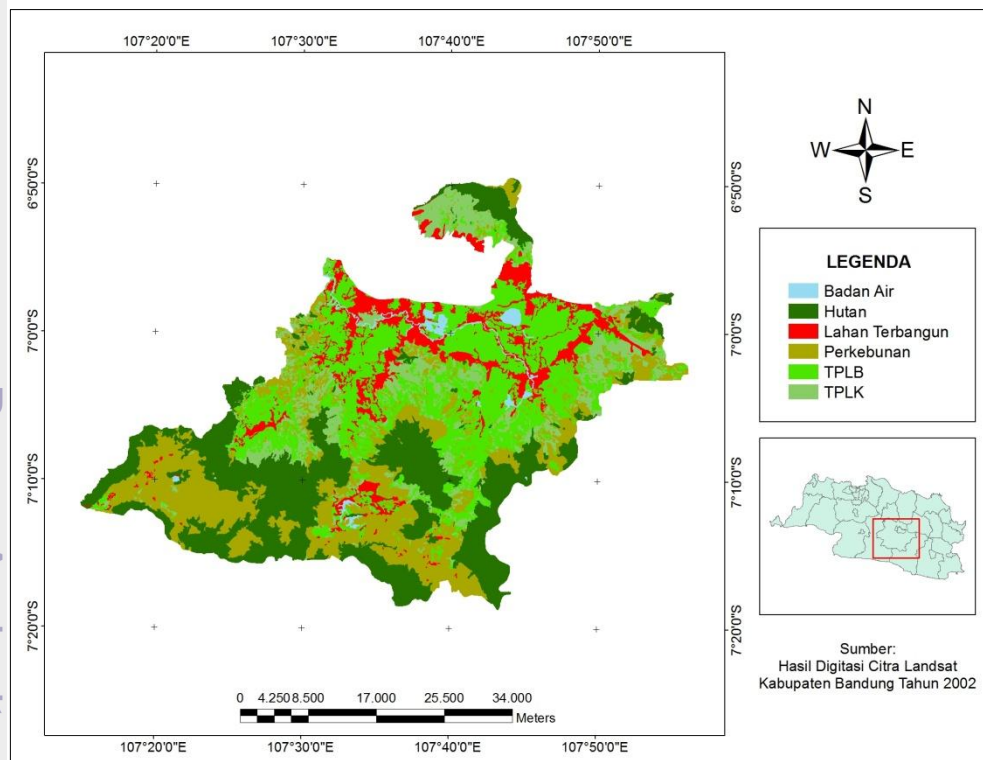 107°20'0"E 107°30'0"E 107°40'0"E 107°50'0"E
6°50'0"S 6°50'0"S
7°0'0"S 7°0'0"S
7°10'0"S 7°10'0"S
7°20'0"S 7°20'0"S
0 4.250 8.500 17.000 25.500 34.000
Meters
107°20'0"E 107°30'0"E 107°40'0"E 107°50'0"E
N
W E
S
LEGENDA
Badan Air
Hutan
Lahan Terbangun
Perkebunan
TPLB
TPLK
Sumber:
Hasil Digitasi Citra Landsat
Kabupaten Bandung Tahun 2002